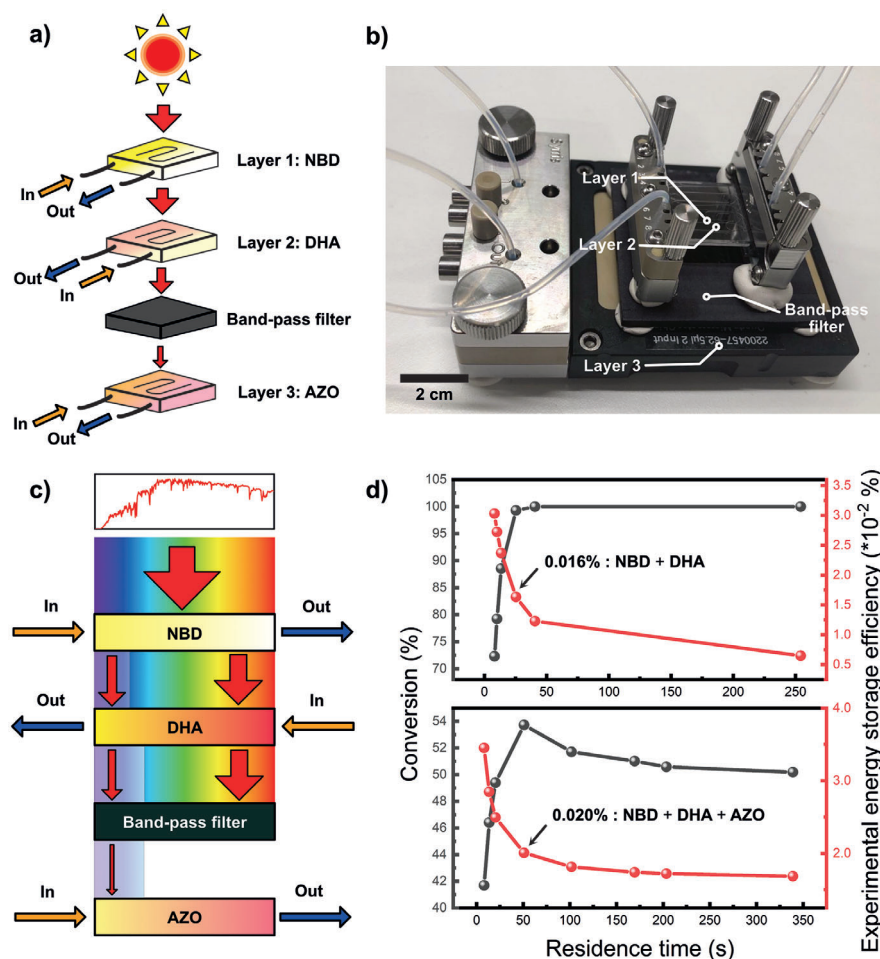 a)
Layer 1: NBD
In
Out
Layer 2: DHA
Out
In
Band-pass filter
Layer 3: AZO
In
Out
b)
Layer 1
Layer 2
Band-pass
filter
2200457-62.5µl 2 Input
Layer 3
2 cm
c)
In
Out
NBD
Out
In
DHA
Band-pass filter
In
Out
AZO
d)
Conversion (%)
Experimental energy storage efficiency (*10⁻² %)
105
100
95
90
85
80
75
70
3.5
3.0
2.5
2.0
1.5
1.0
0.5
0.016% : NBD + DHA
0 50 100 150 200 250
54
52
50
48
46
44
42
40
4.0
3.0
2.0
0.020% : NBD + DHA + AZO
0 50 100 150 200 250 300 350
Residence time (s)